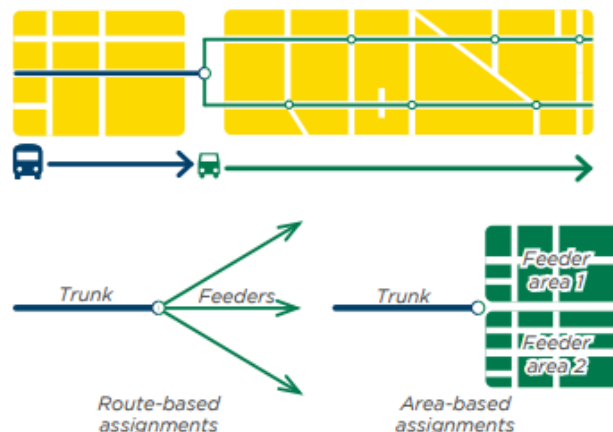 Trunk
Feeders
Route-based
assignments
Trunk
Feeder
area 1
Feeder
area 2
Area-based
assignments